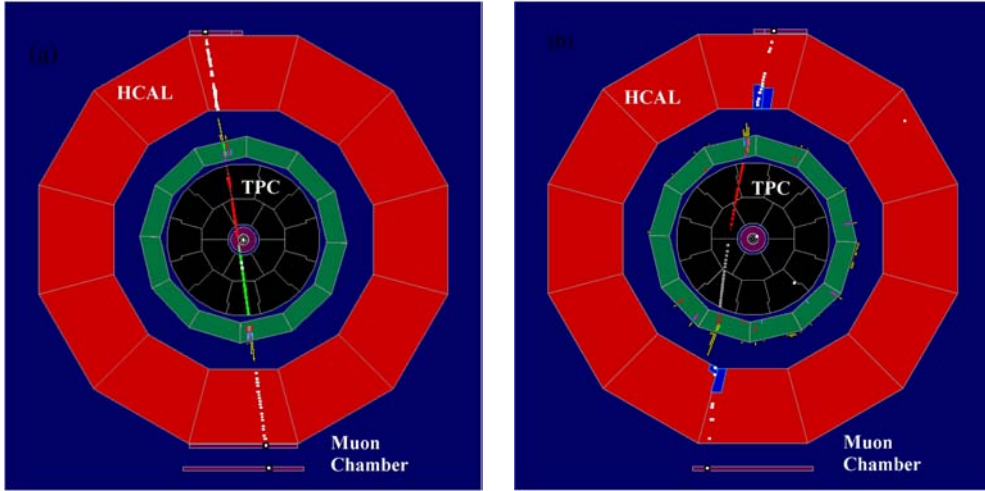 (a)
HCAL
TPC
Muon
Chamber
(b)
HCAL
TPC
Muon
Chamber